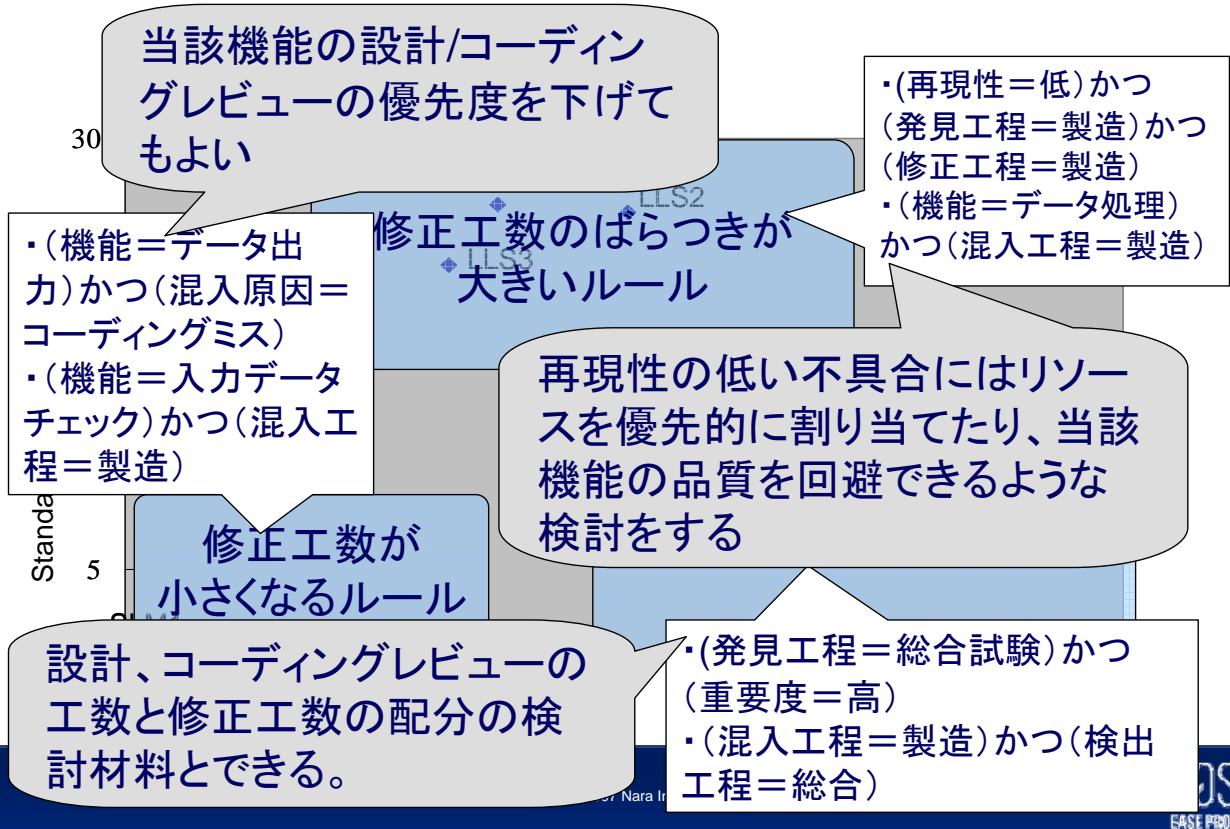 当該機能の設計/コーディン
グレビューの優先度を下げて
もよい
・(再現性＝低)かつ
（発見工程＝製造）かつ
（修正工程＝製造）
・（機能＝データ処理）
かつ（混入工程＝製造）
30
LLS2
LLS3
修正工数のばらつきが
大きいルール
・（機能＝データ出
力）かつ（混入原因＝
コーディングミス）
・（機能＝入力データ
チェック）かつ（混入工
程＝製造）
再現性の低い不具合にはリソー
スを優先的に割り当てたり、当該
機能の品質を回避できるような
検討をする
Standa
5
修正工数が
小さくなるルール
設計、コーディングレビューの
工数と修正工数の配分の検
討材料とできる。
・(発見工程＝総合試験）かつ
（重要度＝高）
・（混入工程＝製造）かつ（検出
工程＝総合）
Nara